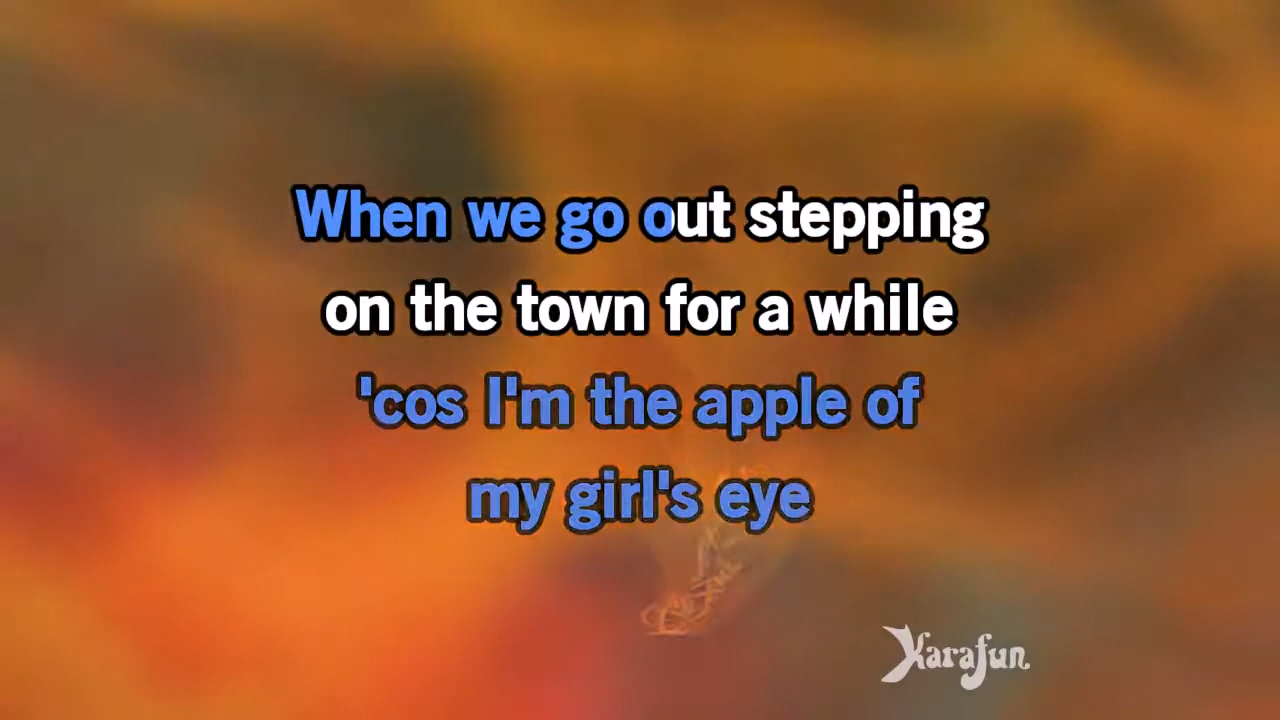 When we go out stepping
on the town for a while
'cos I'm the apple of
my girl's eye
Karafun